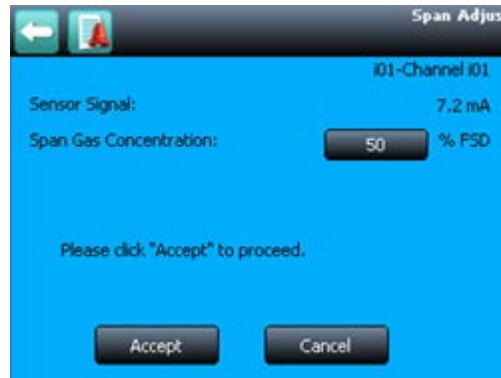 Span Adjus
i01-Channel i01
Sensor Signal: 7.2 mA
Span Gas Concentration: 50 % FSD
Please click "Accept" to proceed.
Accept Cancel